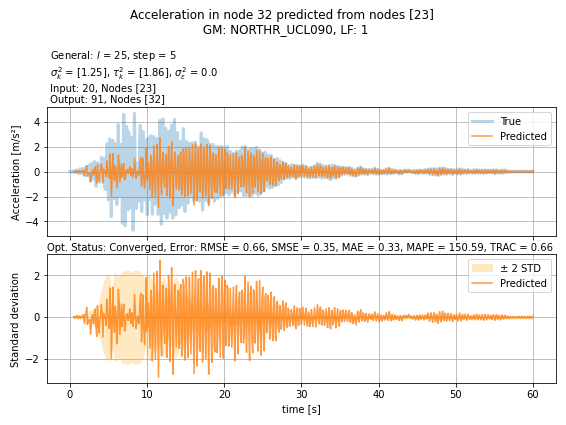 Acceleration in node 32 predicted from nodes [23]
GM: NORTHR_UCL090, LF: 1
General: l = 25, step = 5
σ²ₖ = [1.25], τ²ₖ = [1.86], σ²ε = 0.0
Input: 20, Nodes [23]
Output: 91, Nodes [32]
Acceleration [m/s²]
4
2
0
−2
−4
True
Predicted
Opt. Status: Converged, Error: RMSE = 0.66, SMSE = 0.35, MAE = 0.33, MAPE = 150.59, TRAC = 0.66
Standard deviation
2
0
−2
± 2 STD
Predicted
0 10 20 30 40 50 60
time [s]